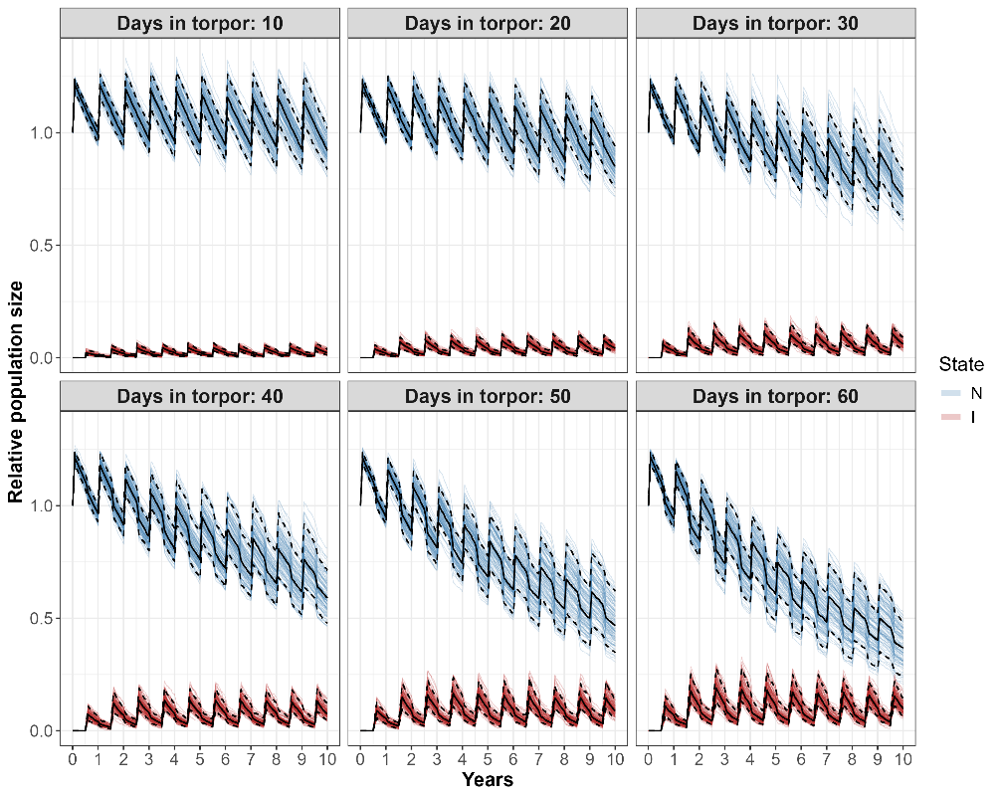 Days in torpor: 10
Days in torpor: 20
Days in torpor: 30
1.0
0.5
0.0
Relative population size
Days in torpor: 40
Days in torpor: 50
Days in torpor: 60
1.0
0.5
0.0
0 1 2 3 4 5 6 7 8 9 10
0 1 2 3 4 5 6 7 8 9 10
0 1 2 3 4 5 6 7 8 9 10
Years
State
N
I